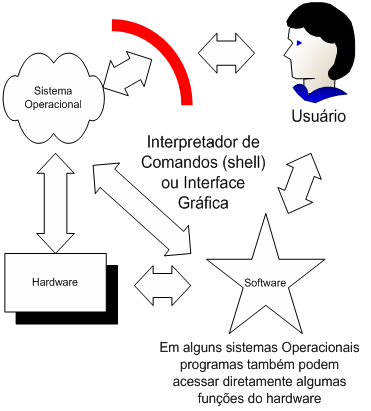 Sistema
Operacional
Usuário
Interpretador de
Comandos (shell)
ou Interface
Gráfica
Hardware
Software
Em alguns sistemas Operacionais
programas também podem
acessar diretamente algumas
funções do hardware